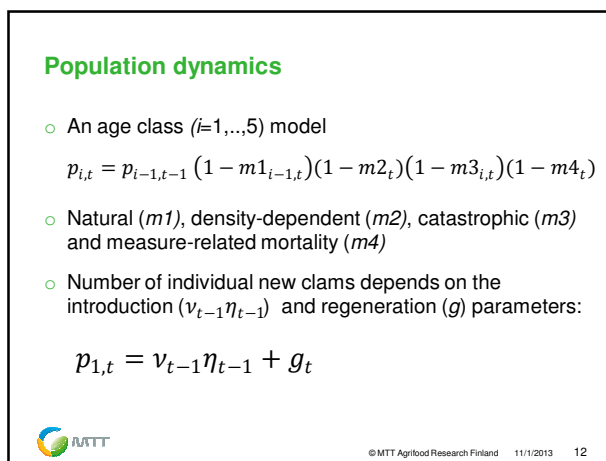 Population dynamics
○ An age class (i=1,..,5) model
p_{i,t} = p_{i−1,t−1} (1 − m1_{i−1,t})(1 − m2_t)(1 − m3_{i,t})(1 − m4_t)
○ Natural (m1), density-dependent (m2), catastrophic (m3)
and measure-related mortality (m4)
○ Number of individual new clams depends on the
introduction (ν_{t−1}η_{t−1}) and regeneration (g) parameters:
p_{1,t} = ν_{t−1}η_{t−1} + g_t
MTT
© MTT Agrifood Research Finland 11/1/2013 12